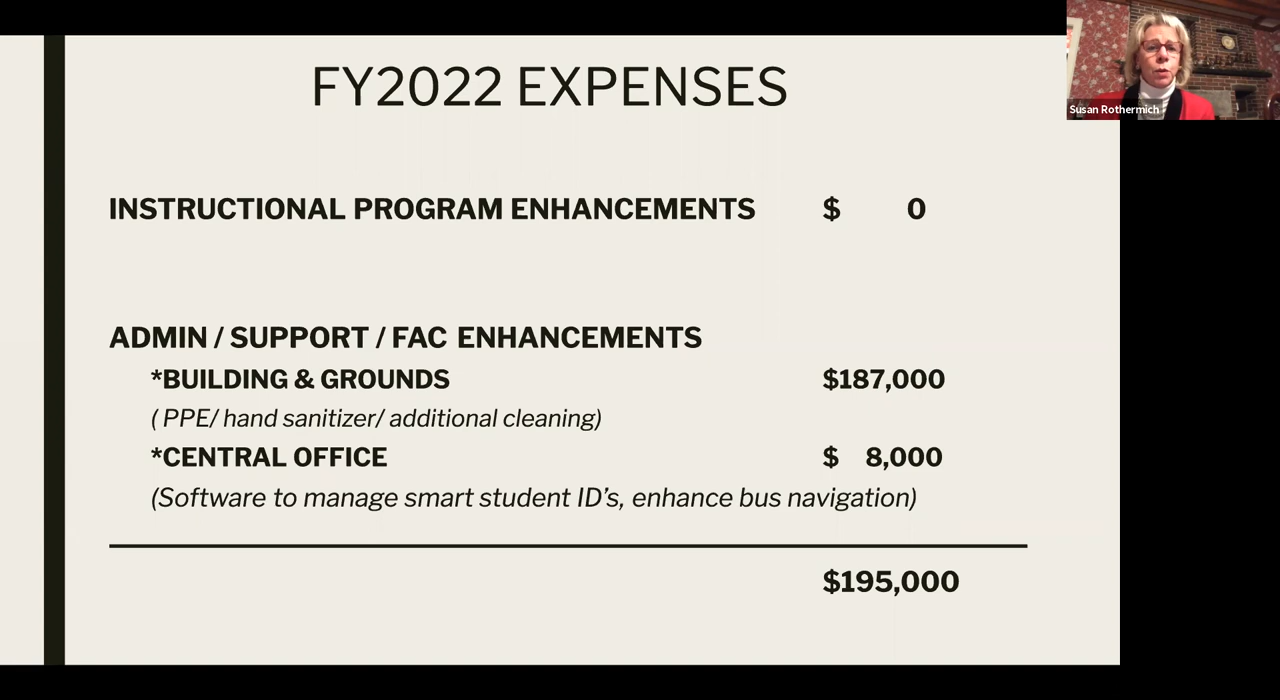 FY2022 EXPENSES
Susan Rothermich
INSTRUCTIONAL PROGRAM ENHANCEMENTS $ 0
ADMIN / SUPPORT / FAC ENHANCEMENTS
*BUILDING & GROUNDS $187,000
( PPE/ hand sanitizer/ additional cleaning)
*CENTRAL OFFICE $ 8,000
(Software to manage smart student ID’s, enhance bus navigation)
$195,000